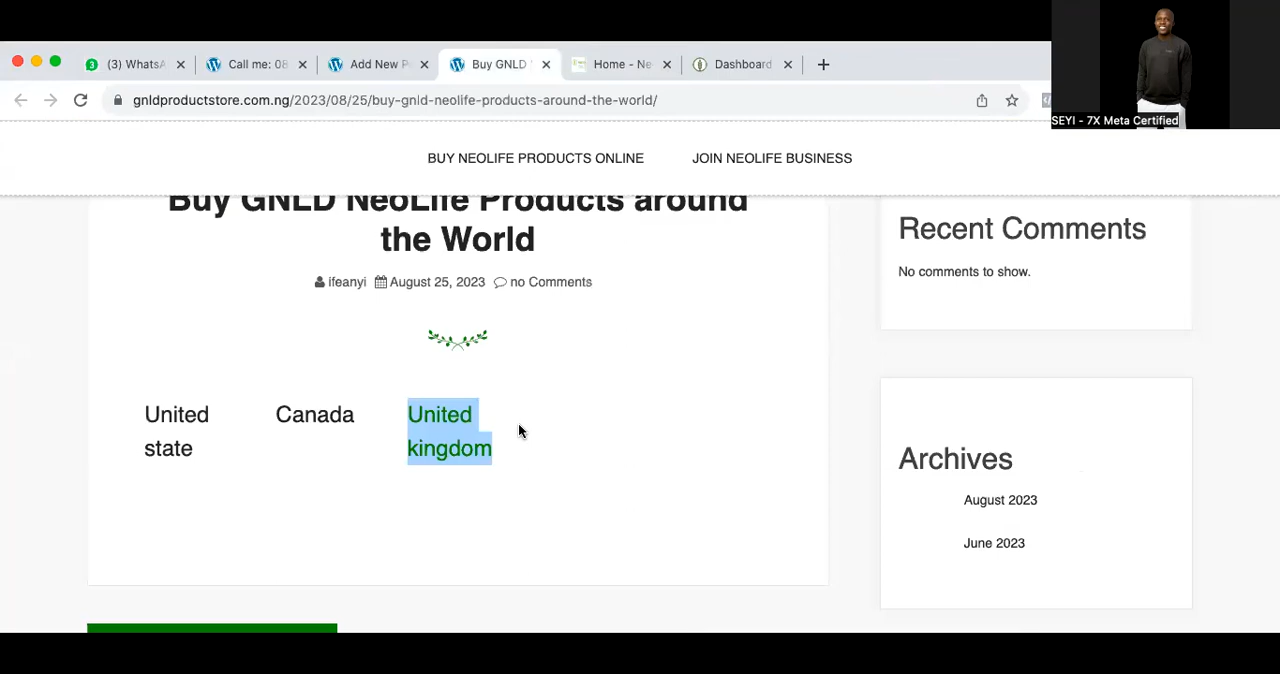 (3) WhatsA
Call me: 08
Add New P
Buy GNLD
Home - Ne
Dashboard
gnldproductstore.com.ng/2023/08/25/buy-gnld-neolife-products-around-the-world/
SEYI - 7X Meta Certified
BUY NEOLIFE PRODUCTS ONLINE
JOIN NEOLIFE BUSINESS
Buy GNLD NeoLife Products around
the World
ifeanyi August 25, 2023 no Comments
United
state
Canada
United
kingdom
Recent Comments
No comments to show.
Archives
August 2023
June 2023